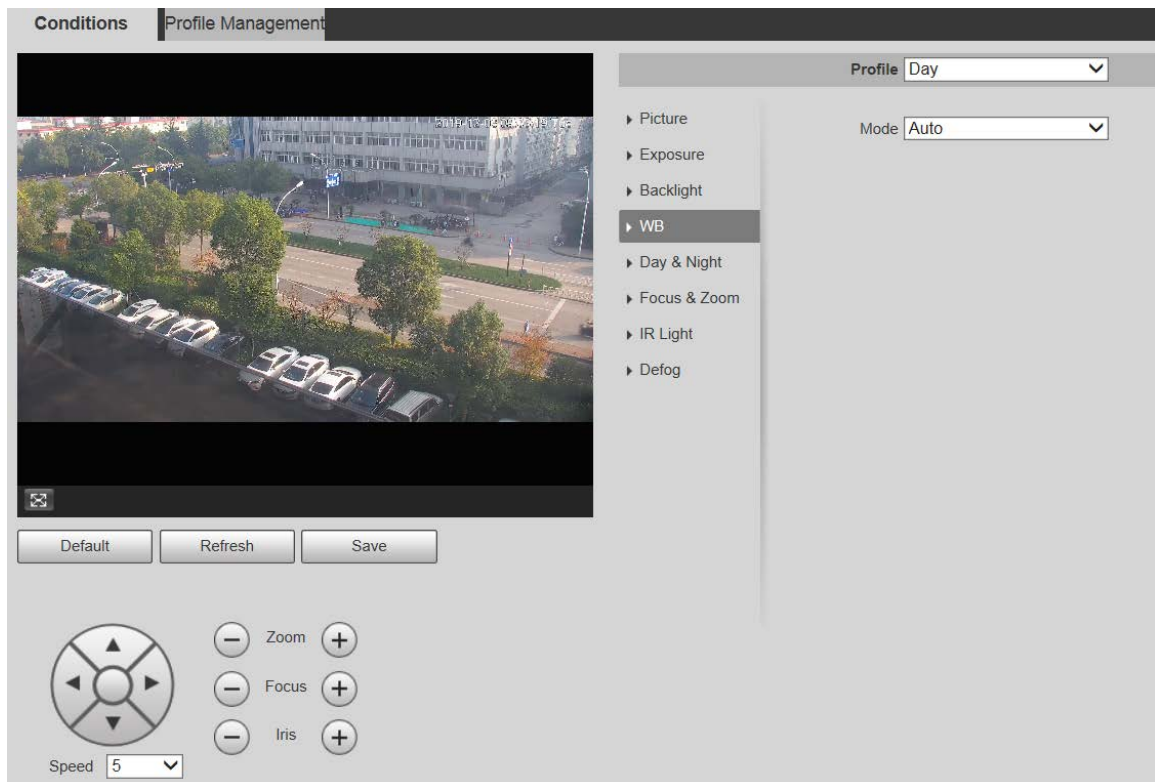 Conditions Profile Management
Profile Day
Picture
Mode Auto
Exposure
Backlight
WB
Day & Night
Focus & Zoom
IR Light
Defog
Default Refresh Save
Zoom
Focus
Iris
Speed 5